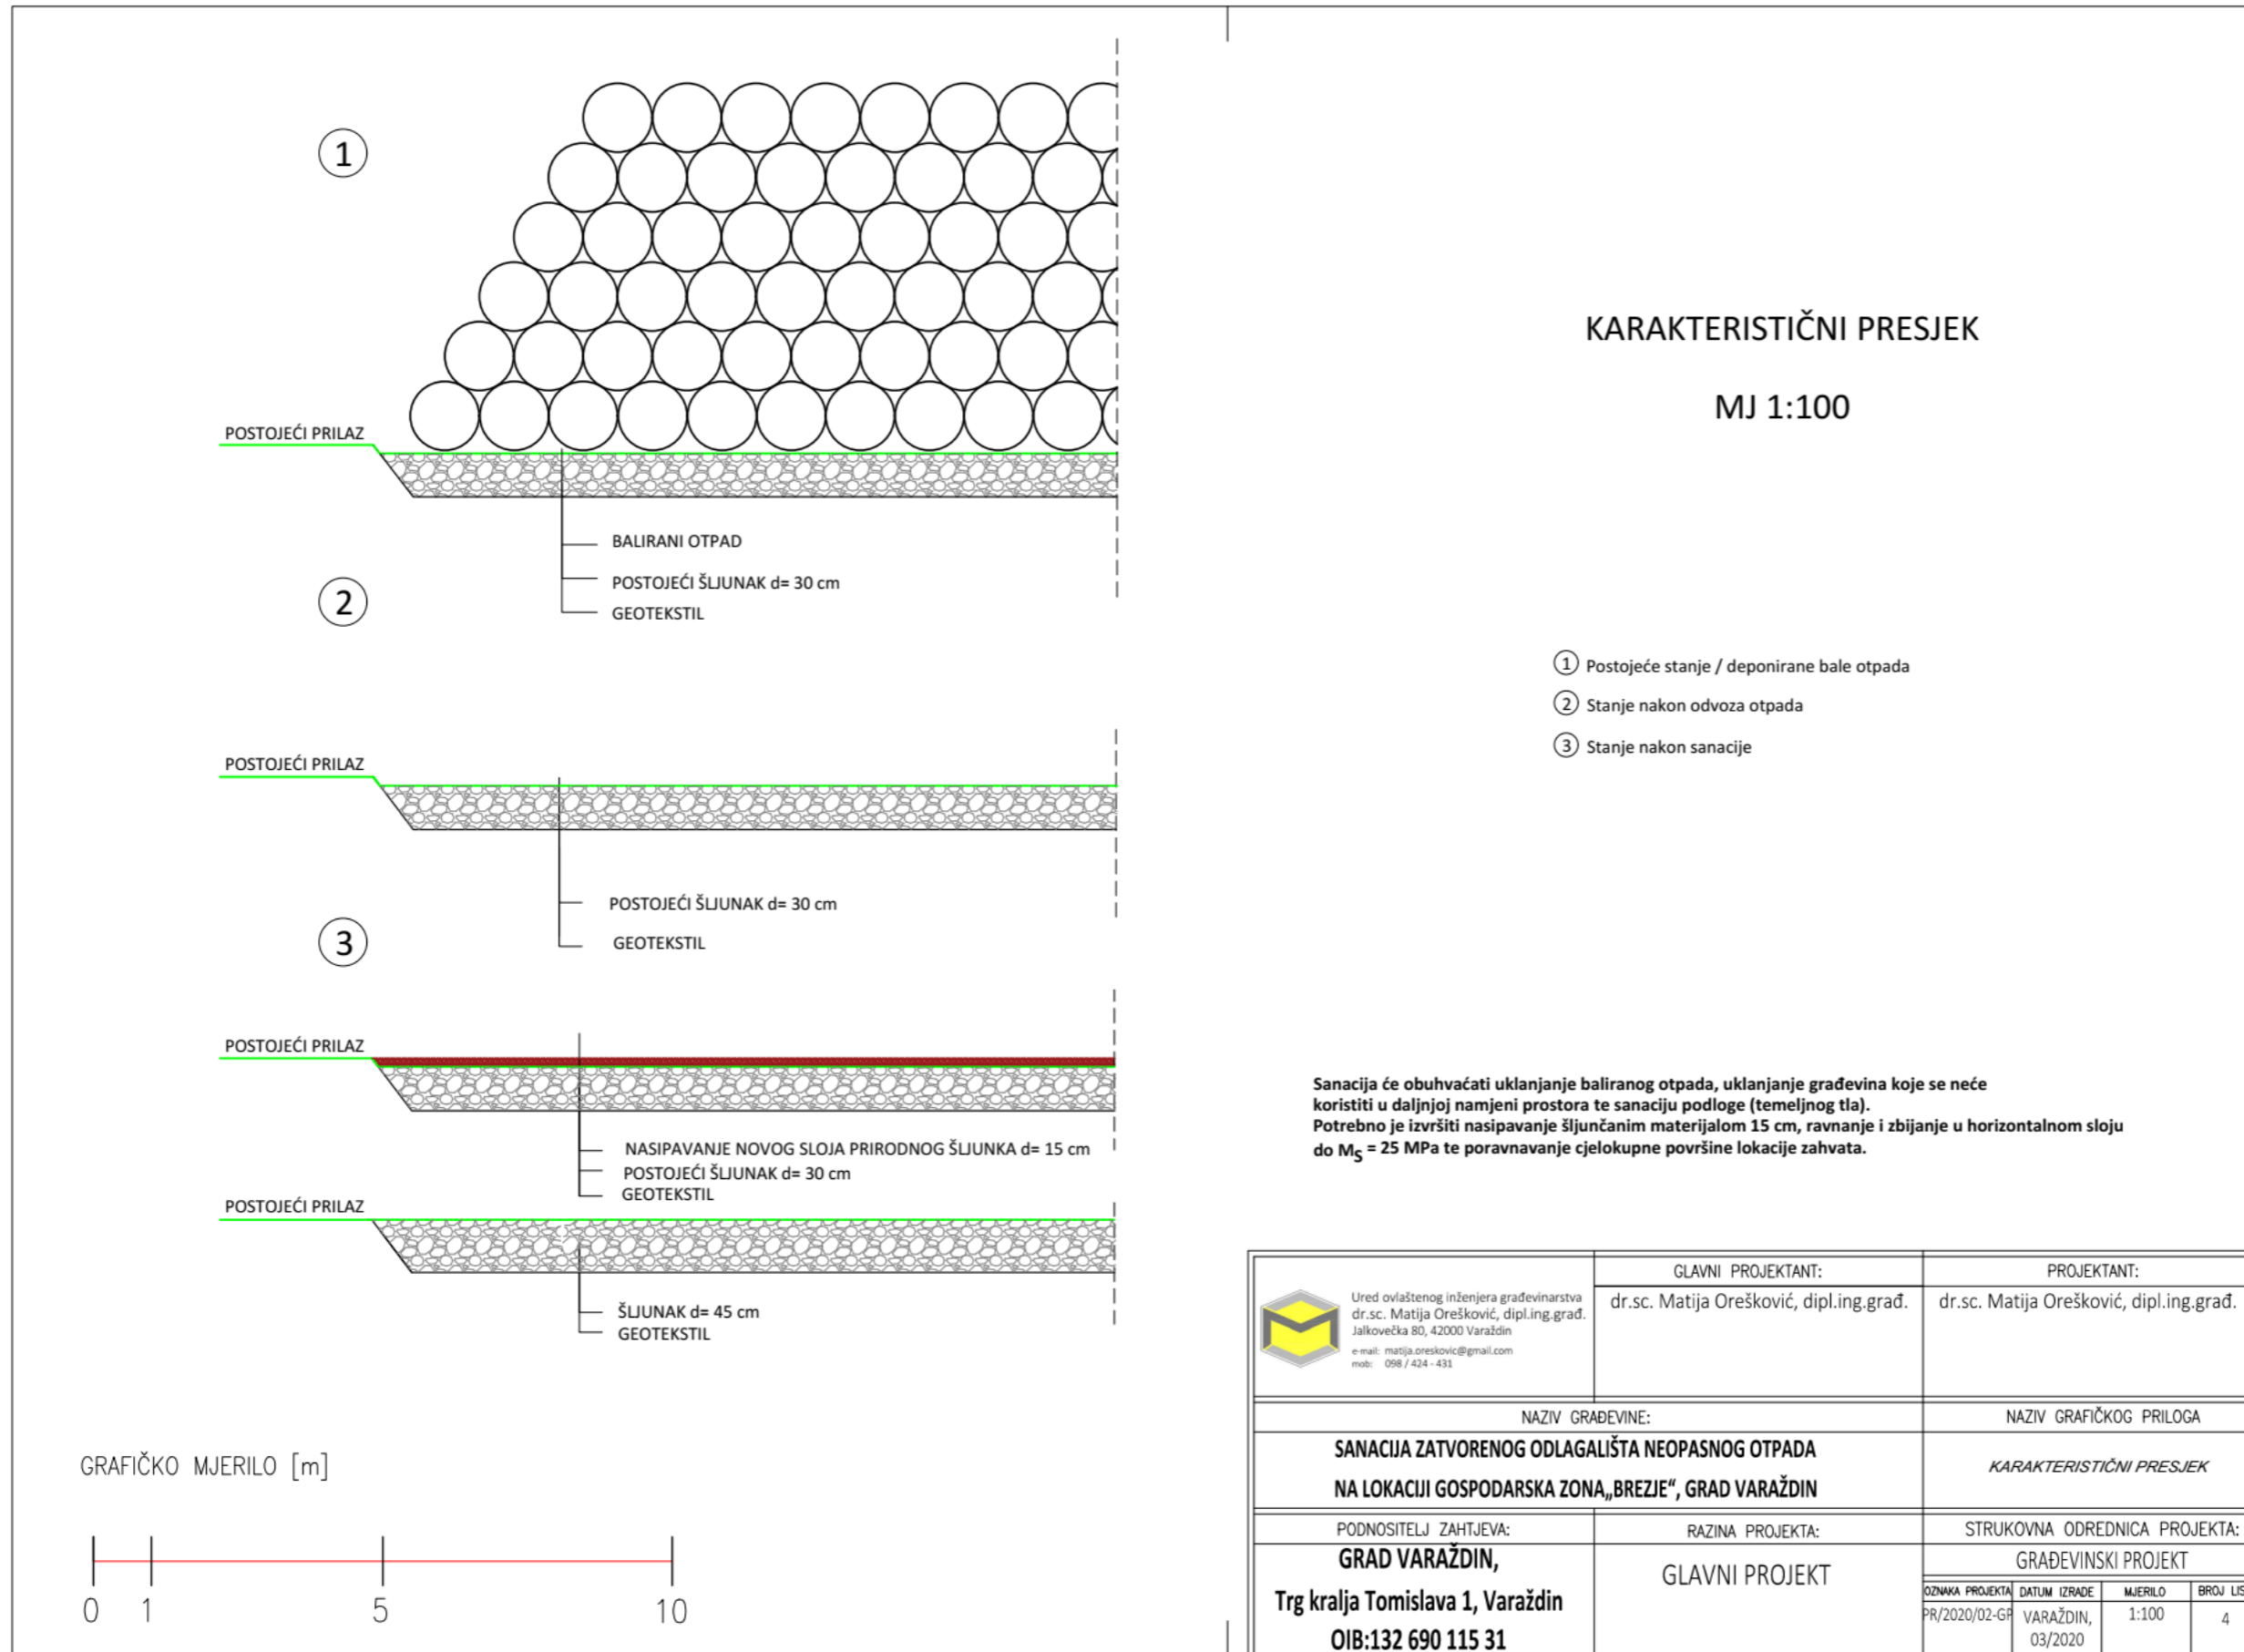 1
POSTOJEĆI PRILAZ
BALIRANI OTPAD
POSTOJEĆI ŠLJUNAK d= 30 cm
GEOTEKSTIL
2
POSTOJEĆI PRILAZ
POSTOJEĆI ŠLJUNAK d= 30 cm
GEOTEKSTIL
3
POSTOJEĆI PRILAZ
NASIPAVANJE NOVOG SLOJA PRIRODNOG ŠLJUNKA d= 15 cm
POSTOJEĆI ŠLJUNAK d= 30 cm
GEOTEKSTIL
POSTOJEĆI PRILAZ
ŠLJUNAK d= 45 cm
GEOTEKSTIL
GRAFIČKO MJERILO [m]
0 1 5 10
KARAKTERISTIČNI PRESJEK
MJ 1:100
1 Postojeće stanje / deponirane bale otpada
2 Stanje nakon odvoza otpada
3 Stanje nakon sanacije
Sanacija će obuhvaćati uklanjanje baliranog otpada, uklanjanje građevina koje se neće
koristiti u daljnjoj namjeni prostora te sanaciju podloge (temeljnog tla).
Potrebno je izvršiti nasipavanje šljunčanim materijalom 15 cm, ravnanje i zbijanje u horizontalnom sloju
do MS = 25 MPa te poravnavanje cjelokupne površine lokacije zahvata.
Ured ovlaštenog inženjera građevinarstva
dr.sc. Matija Orešković, dipl.ing.građ.
Jalkovečka 80, 42000 Varaždin
e-mail: matija.oreskovic@gmail.com
mob: 098 / 424 - 431
GLAVNI PROJEKTANT:
dr.sc. Matija Orešković, dipl.ing.građ.
PROJEKTANT:
dr.sc. Matija Orešković, dipl.ing.građ.
NAZIV GRAĐEVINE:
SANACIJA ZATVORENOG ODLAGALIŠTA NEOPASNOG OTPADA
NA LOKACIJI GOSPODARSKA ZONA„BREZJE“, GRAD VARAŽDIN
NAZIV GRAFIČKOG PRILOGA
KARAKTERISTIČNI PRESJEK
PODNOSITELJ ZAHTJEVA:
GRAD VARAŽDIN,
Trg kralja Tomislava 1, Varaždin
OIB:132 690 115 31
RAZINA PROJEKTA:
GLAVNI PROJEKT
STRUKOVNA ODREDNICA PROJEKTA:
GRAĐEVINSKI PROJEKT
OZNAKA PROJEKTA
PR/2020/02-GP
DATUM IZRADE
VARAŽDIN,
03/2020
MJERILO
1:100
BROJ
4